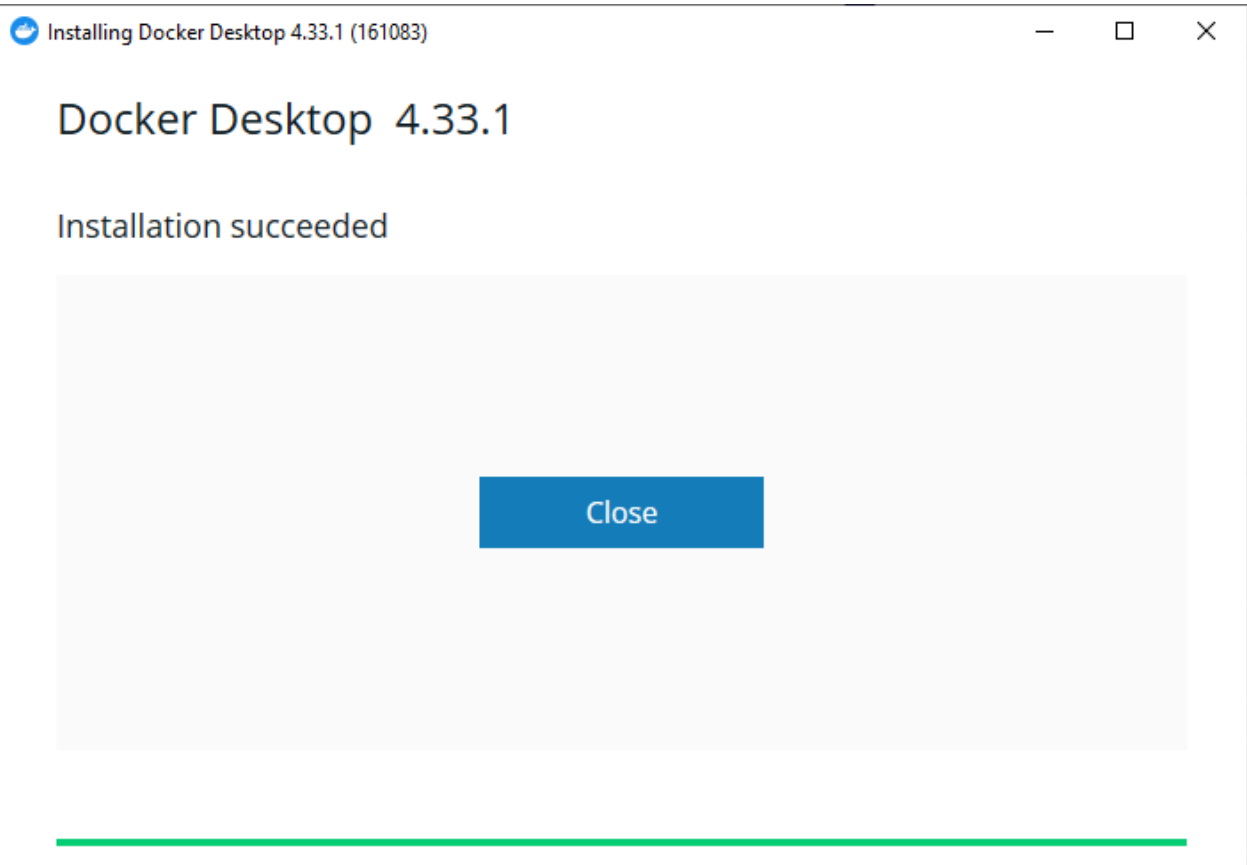 Installing Docker Desktop 4.33.1 (161083)
Docker Desktop 4.33.1
Installation succeeded
Close